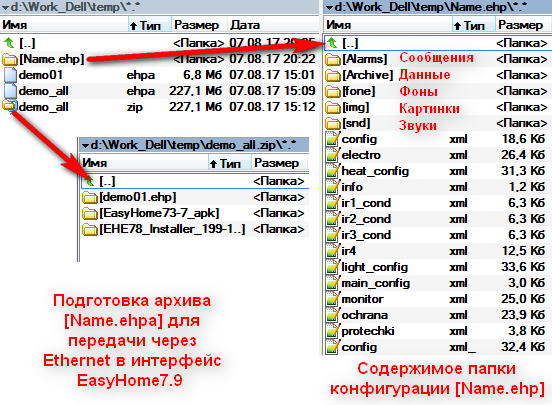 d:\Work_Dell\temp\*.*
Имя Тип Размер Дата
[..] <Папка> 07.08.17
[Name.ehp] <Папка> 07.08.17 20:22
demo01 ehpa 6,8 Мб 07.08.17 15:01
demo_all ehpa 227,1 Мб 07.08.17 15:09
demo_all zip 227,1 Мб 07.08.17 15:12
d:\Work_Dell\temp\demo_all.zip\*.*
Имя Тип Размер
[..] <Папка>
[demo01.ehp] <Папка>
[EasyHome73-7_apk] <Папка>
[EHE78_Installer_199-1..] <Папка>
Подготовка архива
[Name.ehpa] для
передачи через
Ethernet в интерфейс
EasyHome7.9
d:\Work_Dell\temp\Name.ehp\*.*
Имя Тип Размер
[..] <Папка>
[Alarms] Сообщения <Папка>
[Archive] Данные <Папка>
[fone] Фоны <Папка>
[img] Картинки <Папка>
[snd] Звуки <Папка>
config xml 18,6 Кб
electro xml 26,4 Кб
heat_config xml 31,3 Кб
info xml 1,2 Кб
ir1_cond xml 6,3 Кб
ir2_cond xml 6,3 Кб
ir3_cond xml 6,3 Кб
ir4 xml 12,5 Кб
light_config xml 33,6 Кб
main_config xml 3,0 Кб
monitor xml 25,0 Кб
ochrana xml 23,9 Кб
protechki xml 3,8 Кб
config xml_ 32,4 Кб
Содержимое папки
конфигурации [Name.ehp]